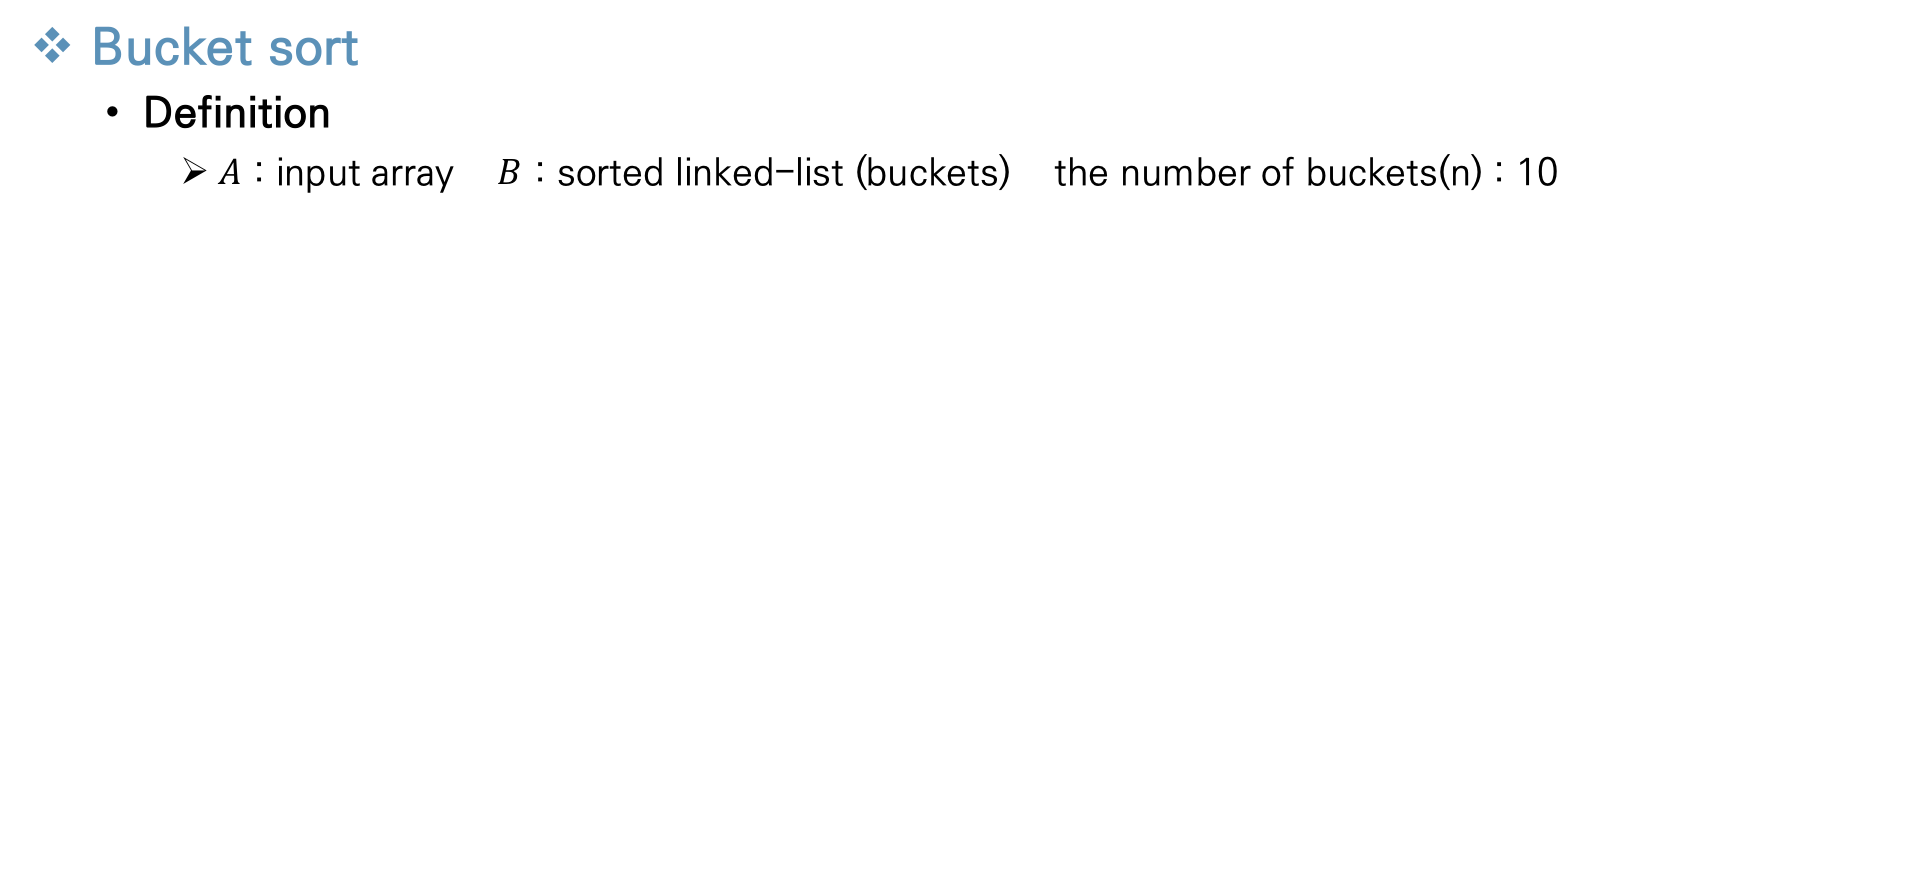 ❖ Bucket sort
• Definition
➢ A : input array B : sorted linked-list (buckets) the number of buckets(n) : 10